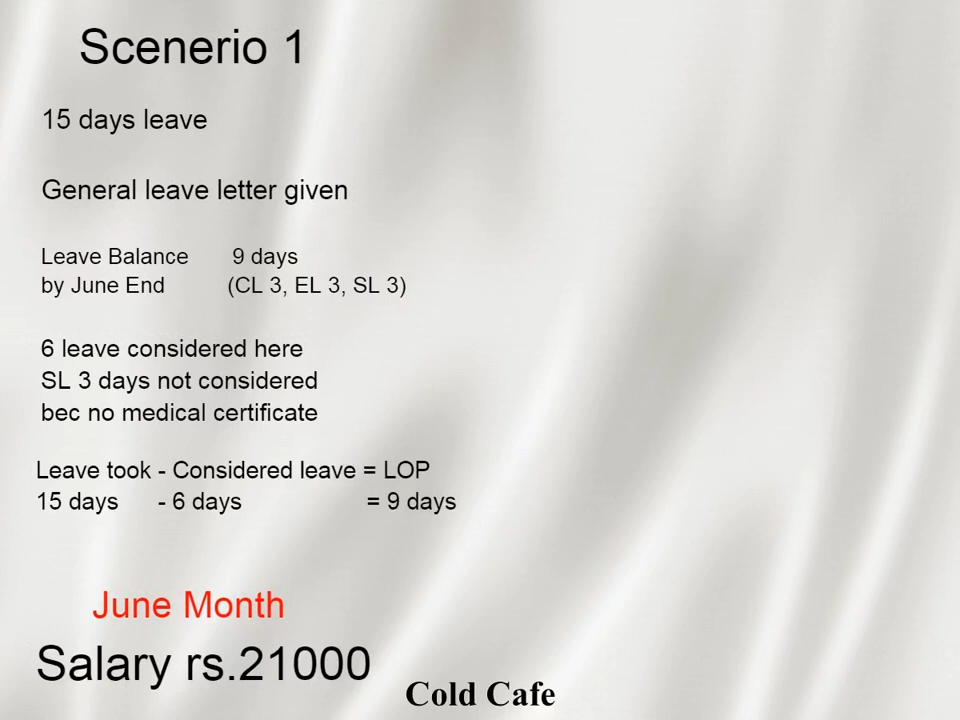 Scenerio 1
15 days leave
General leave letter given
Leave Balance 9 days
by June End (CL 3, EL 3, SL 3)
6 leave considered here
SL 3 days not considered
bec no medical certificate
Leave took - Considered leave = LOP
15 days - 6 days = 9 days
June Month
Salary rs.21000
Cold Cafe